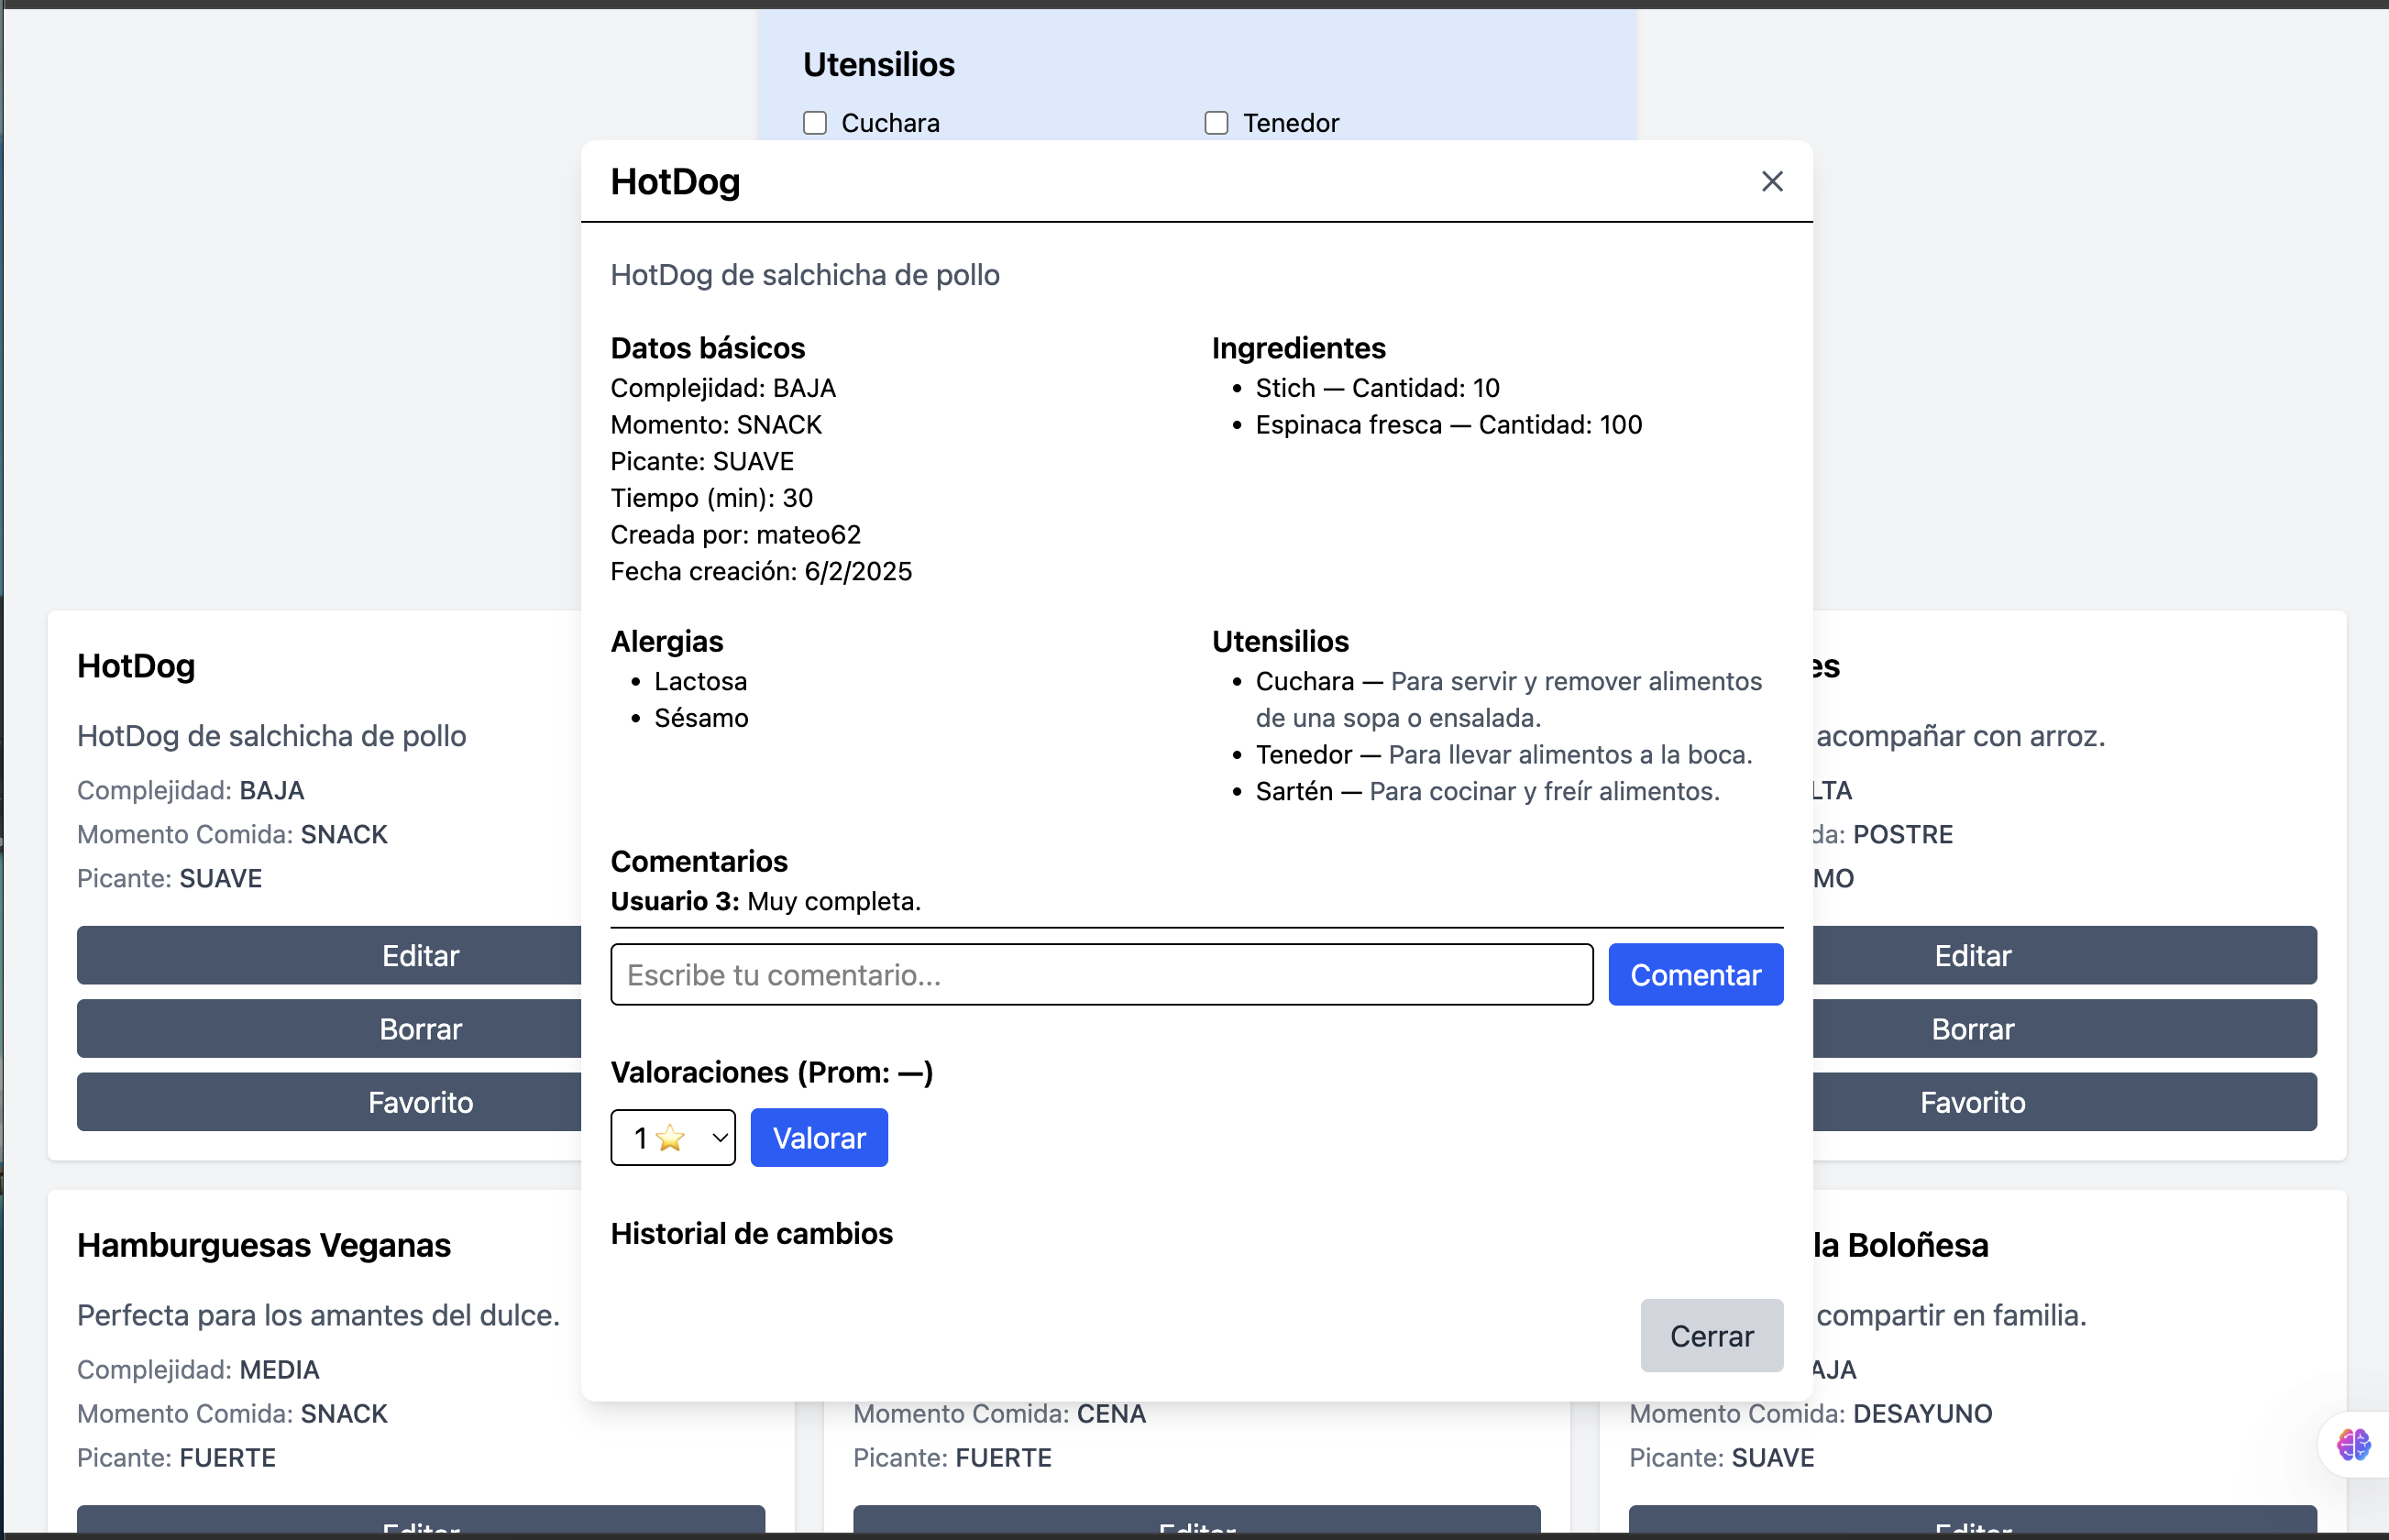 Utensilios
Cuchara
Tenedor
HotDog
HotDog de salchicha de pollo
Datos básicos
Complejidad: BAJA
Momento: SNACK
Picante: SUAVE
Tiempo (min): 30
Creada por: mateo62
Fecha creación: 6/2/2025
Ingredientes
• Stich — Cantidad: 10
• Espinaca fresca — Cantidad: 100
Alergias
• Lactosa
• Sésamo
Utensilios
• Cuchara — Para servir y remover alimentos
de una sopa o ensalada.
• Tenedor — Para llevar alimentos a la boca.
• Sartén — Para cocinar y freír alimentos.
Comentarios
Usuario 3: Muy completa.
Escribe tu comentario...
Comentar
Valoraciones (Prom: —)
1 ⭐
Valorar
Historial de cambios
Cerrar
HotDog
HotDog de salchicha de pollo
Complejidad: BAJA
Momento Comida: SNACK
Picante: SUAVE
Editar
Borrar
Favorito
es
acompañar con arroz.
LTA
da: POSTRE
MO
Editar
Borrar
Favorito
Hamburguesas Veganas
Perfecta para los amantes del dulce.
Complejidad: MEDIA
Momento Comida: SNACK
Picante: FUERTE
Editar
Momento Comida: CENA
Picante: FUERTE
Editar
la Boloñesa
compartir en familia.
AJA
Momento Comida: DESAYUNO
Picante: SUAVE
Editar